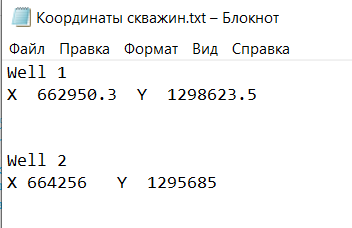 Координаты скважин.txt – Блокнот
Файл Правка Формат Вид Справка
Well 1
X  662950.3  Y  1298623.5
Well 2
X 664256   Y  1295685